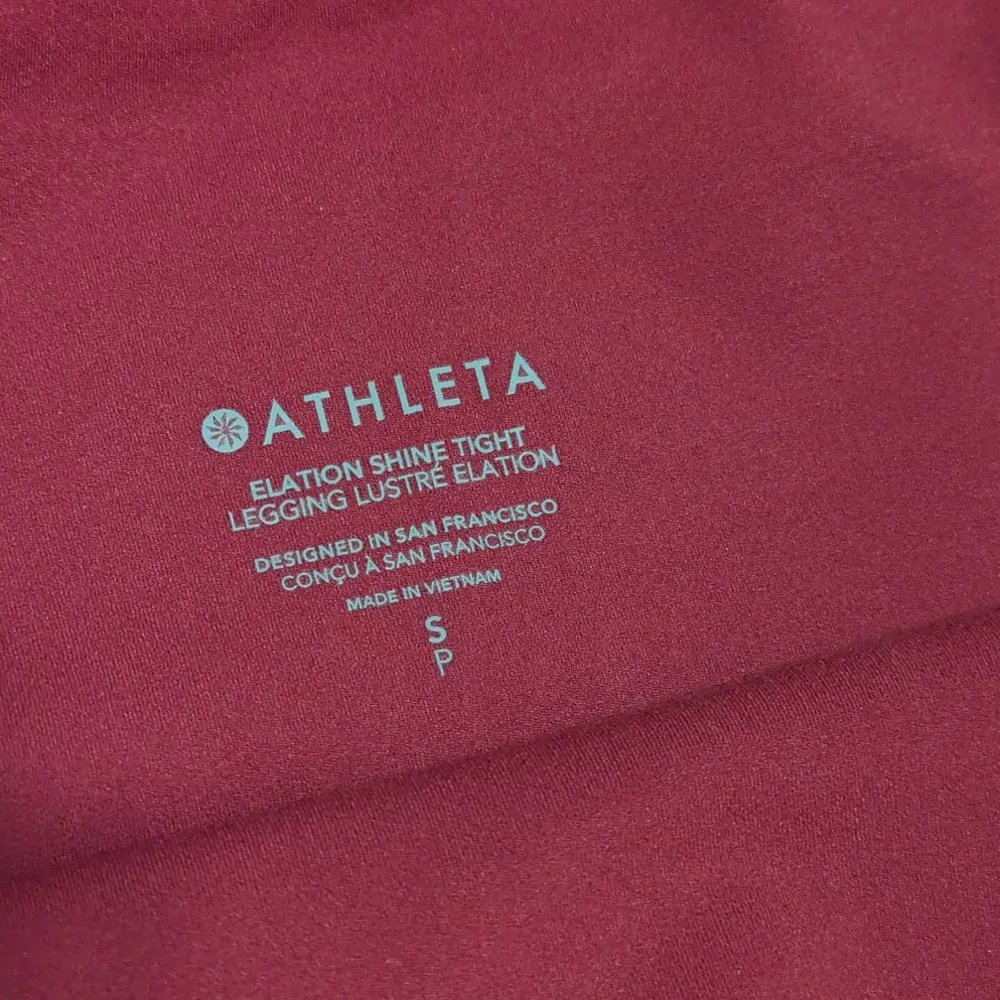 ATHLETA
ELATION SHINE TIGHT
LEGGING LUSTRÉ ELATION
DESIGNED IN SAN FRANCISCO
CONÇU À SAN FRANCISCO
MADE IN VIETNAM
S
P